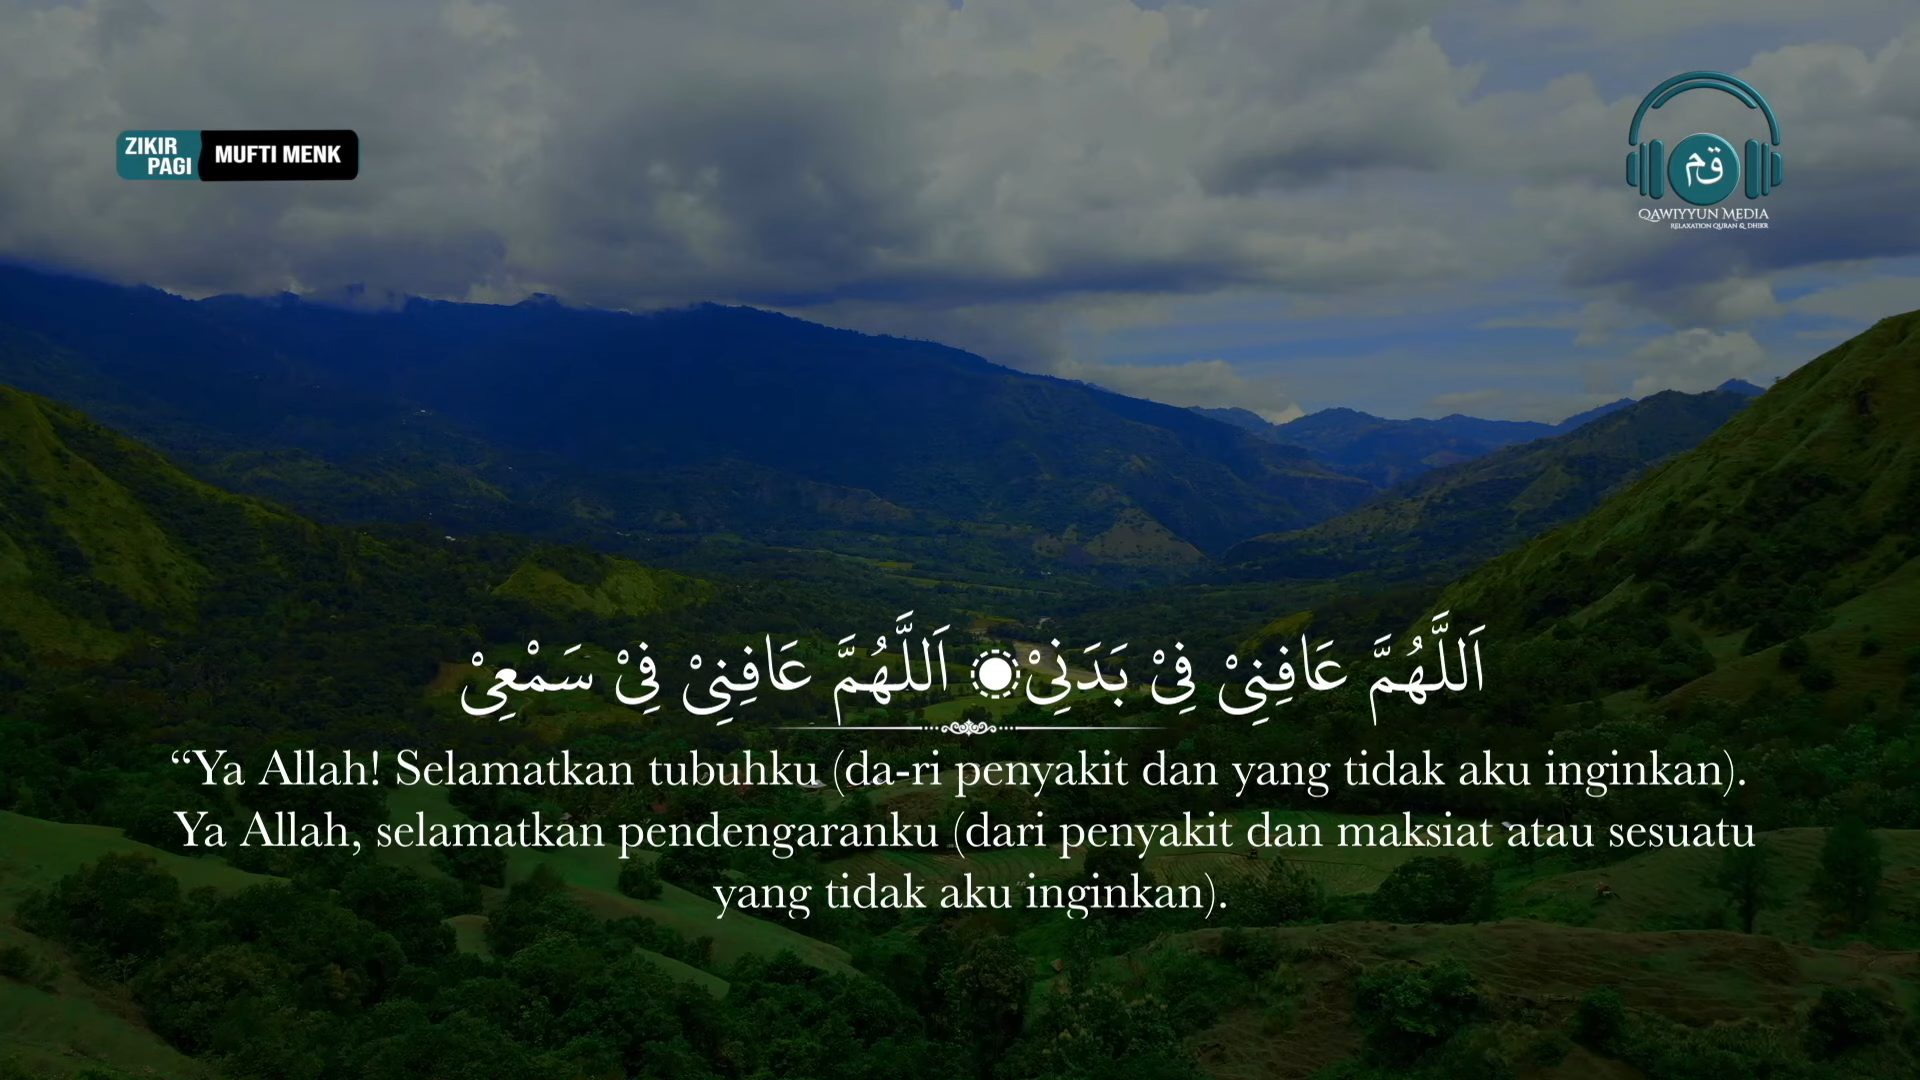 ZIKIR
PAGI
MUFTI MENK
قم
QAWIYYUN MEDIA
RELAXATION QURAN & DHIKR
اَللَّهُمَّ عَافِنِيْ فِيْ بَدَنِيْ ۝ اَللَّهُمَّ عَافِنِيْ فِيْ سَمْعِيْ
“Ya Allah! Selamatkan tubuhku (da-ri penyakit dan yang tidak aku inginkan).
Ya Allah, selamatkan pendengaranku (dari penyakit dan maksiat atau sesuatu
yang tidak aku inginkan).